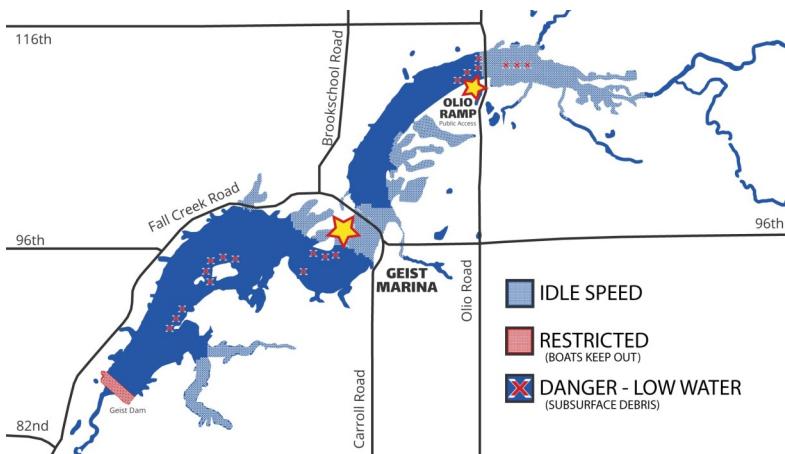 116th
Brookschool Road
OLIO
RAMP
Public Access
Fall Creek Road
96th
96th
GEIST
MARINA
Olio Road
IDLE SPEED
RESTRICTED
(BOATS KEEP OUT)
DANGER - LOW WATER
(SUBSURFACE DEBRIS)
Geist Dam
Carroll Road
82nd